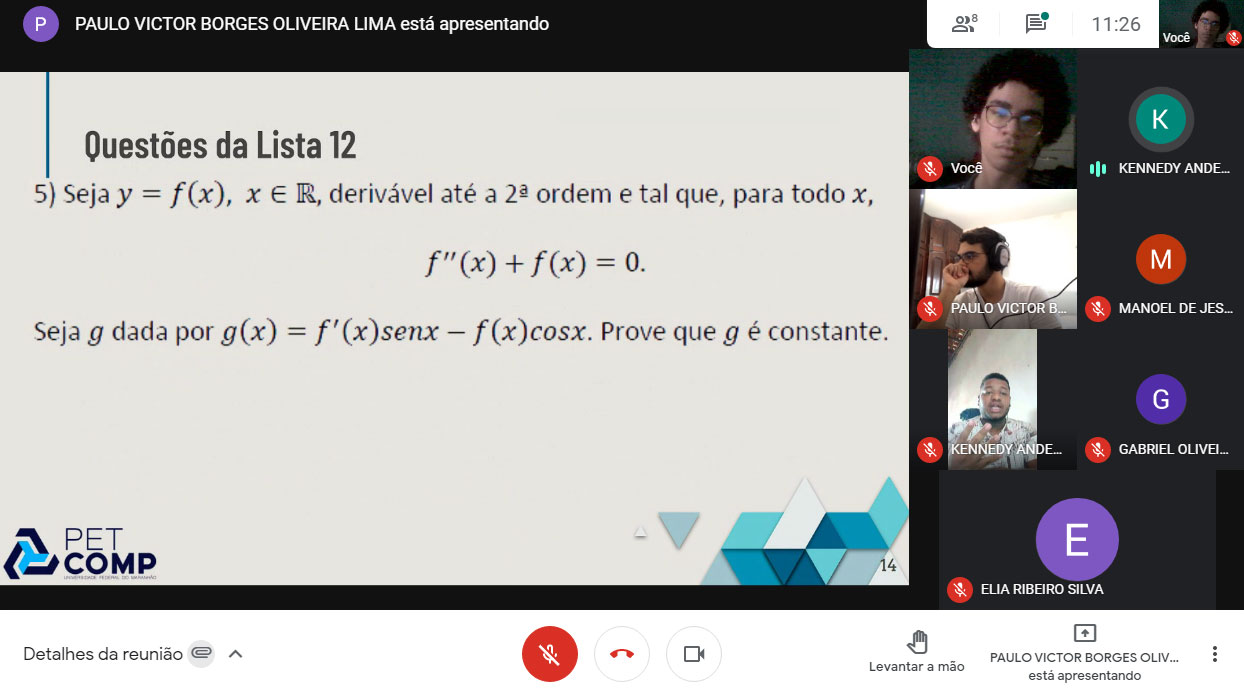 P PAULO VICTOR BORGES OLIVEIRA LIMA está apresentando
8
11:26
Você
Questões da Lista 12
5) Seja y = f(x), x ∈ ℝ, derivável até a 2ª ordem e tal que, para todo x,
f″(x) + f(x) = 0.
Seja g dada por g(x) = f′(x)senx − f(x)cosx. Prove que g é constante.
PET
COMP
UNIVERSIDADE FEDERAL DO MARANHÃO
14
Você
K
KENNEDY ANDE...
PAULO VICTOR B...
M
MANOEL DE JES...
KENNEDY ANDE...
G
GABRIEL OLIVEI...
E
ELIA RIBEIRO SILVA
Detalhes da reunião
Levantar a mão
PAULO VICTOR BORGES OLIV...
está apresentando